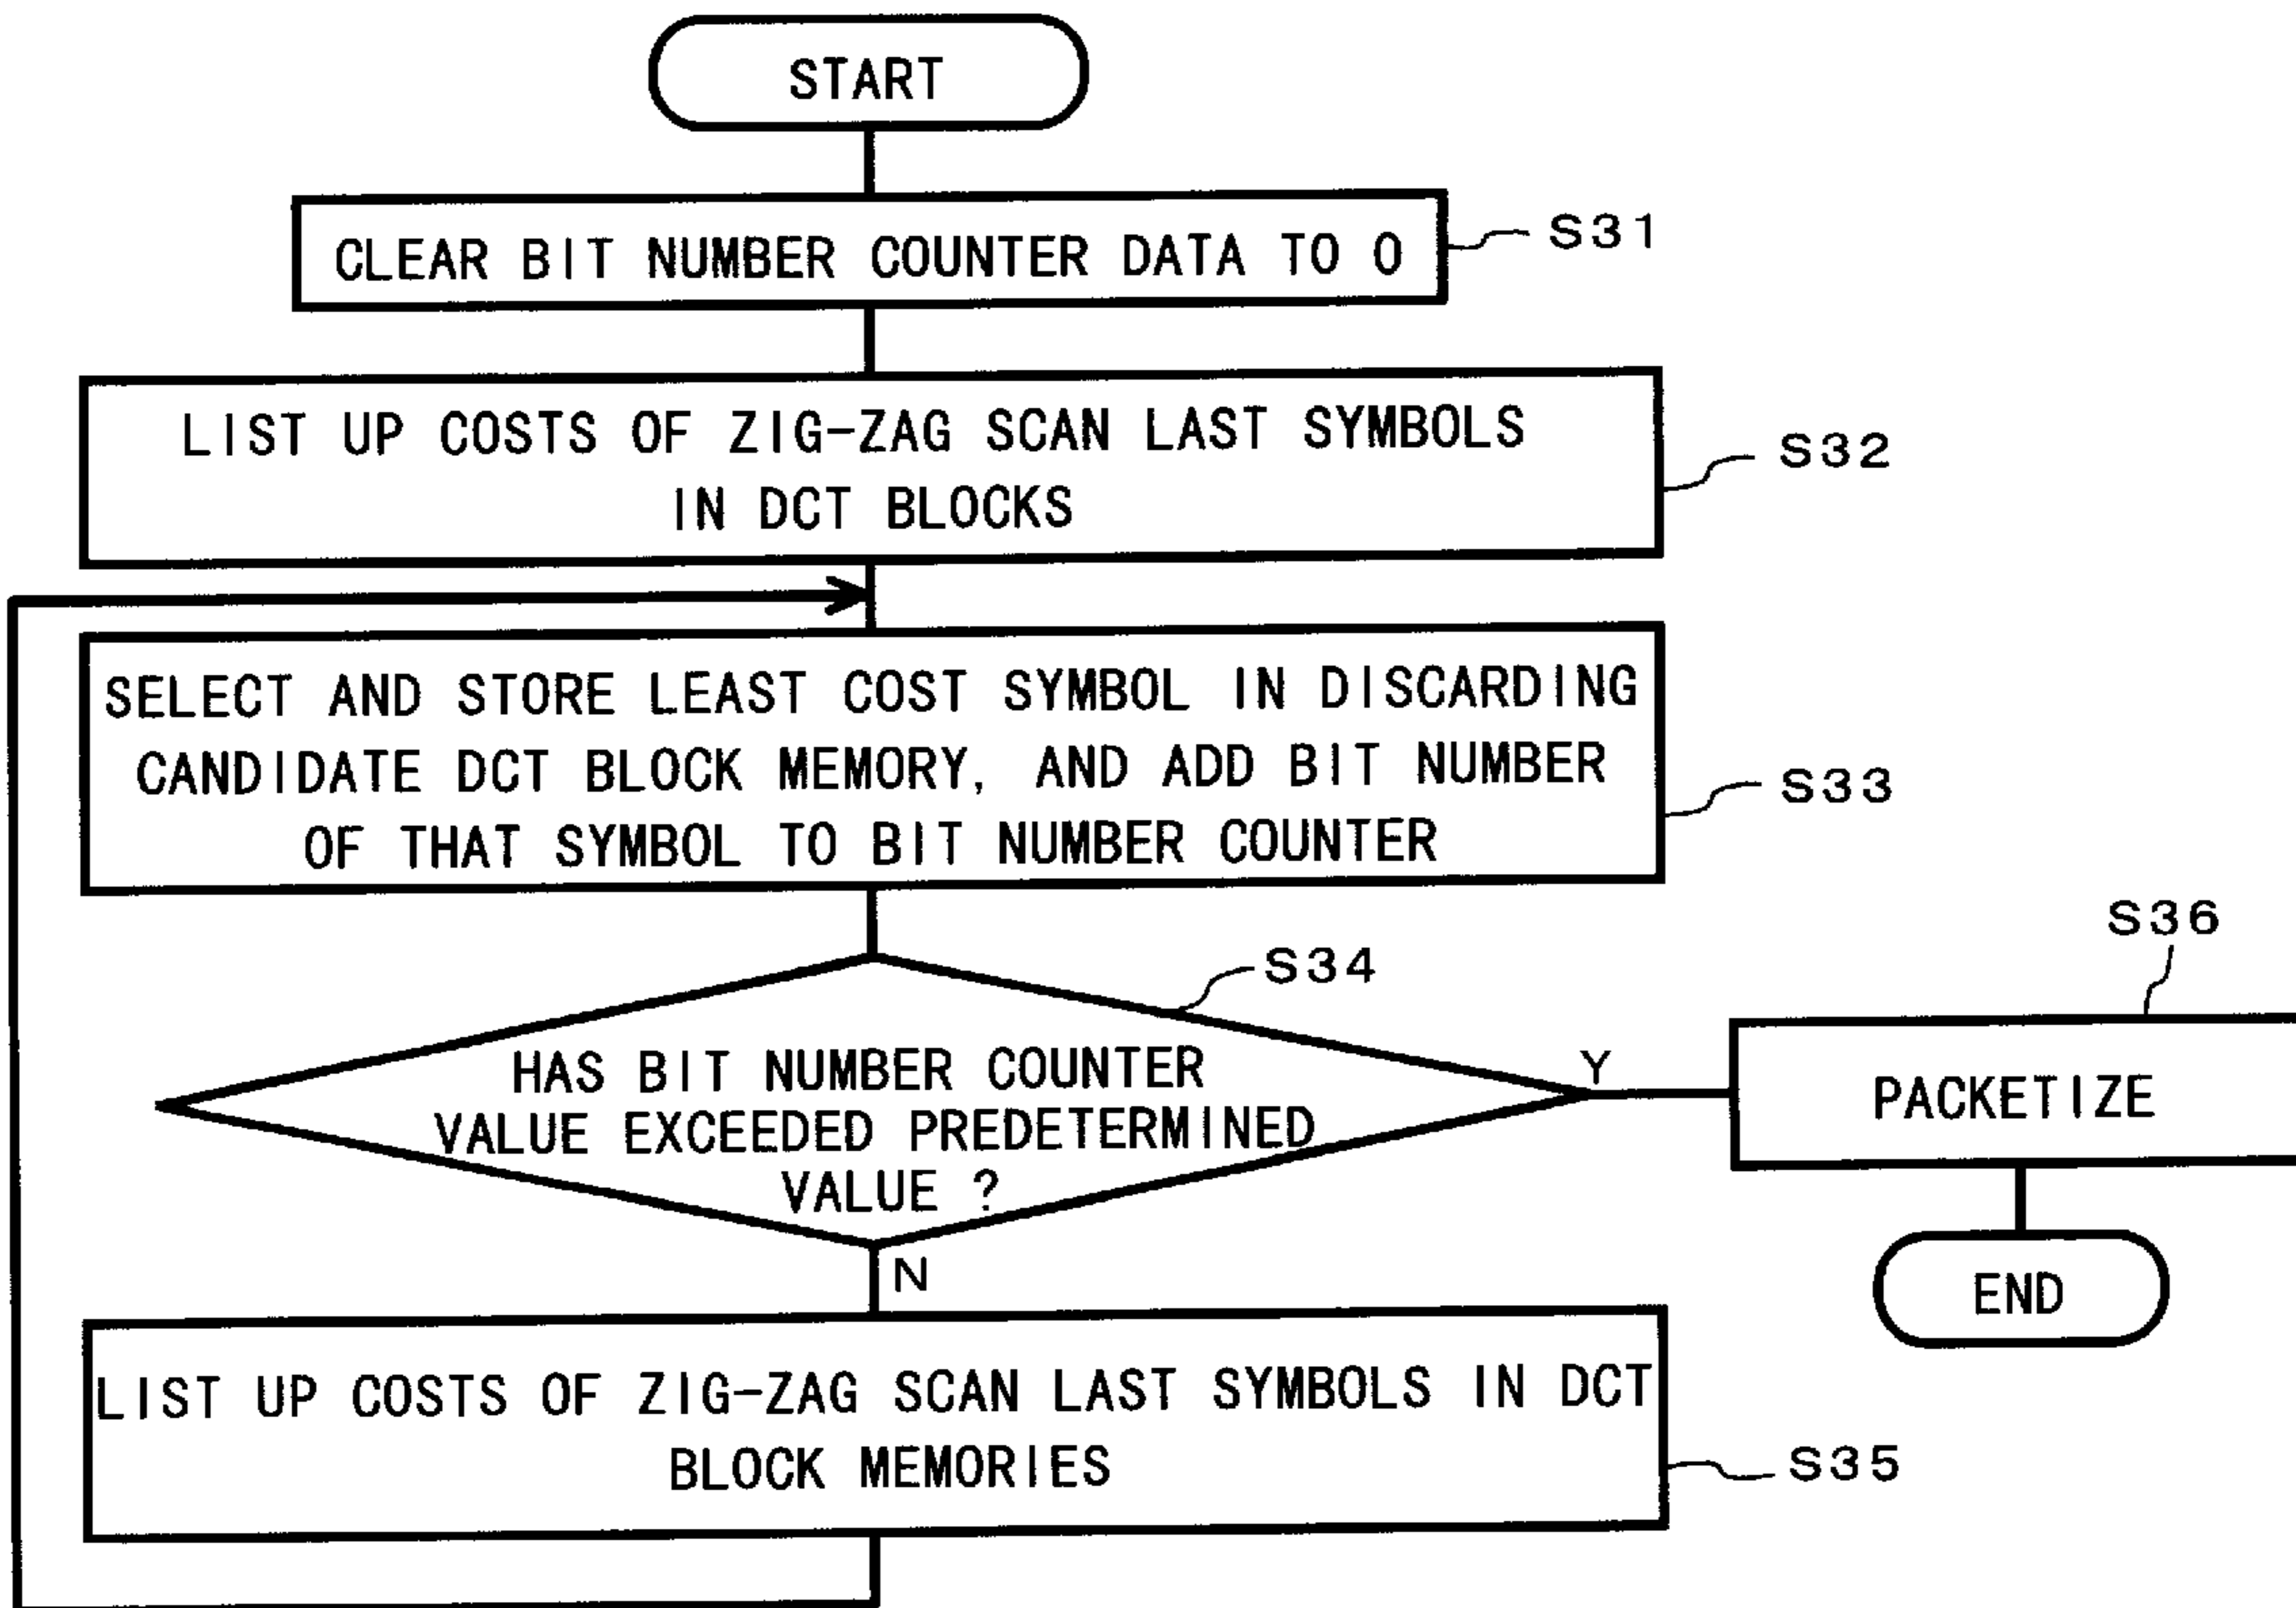 START
CLEAR BIT NUMBER COUNTER DATA TO 0
S31
LIST UP COSTS OF ZIG-ZAG SCAN LAST SYMBOLS
IN DCT BLOCKS
S32
SELECT AND STORE LEAST COST SYMBOL IN DISCARDING
CANDIDATE DCT BLOCK MEMORY, AND ADD BIT NUMBER
OF THAT SYMBOL TO BIT NUMBER COUNTER
S33
S34
HAS BIT NUMBER COUNTER
VALUE EXCEEDED PREDETERMINED
VALUE ?
Y
S36
PACKETIZE
END
N
LIST UP COSTS OF ZIG-ZAG SCAN LAST SYMBOLS IN DCT
BLOCK MEMORIES
S35